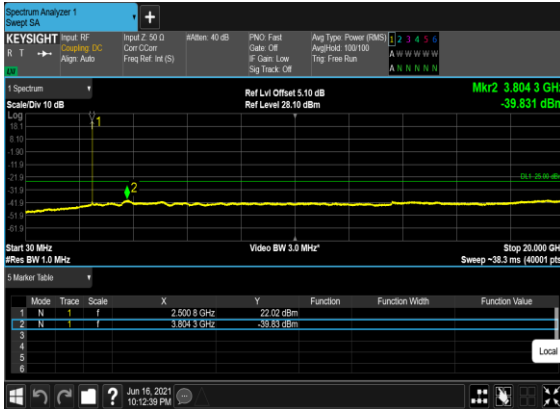 Spectrum Analyzer 1
Swept SA
+
KEYSIGHT Input: RF Input Z: 50 Ω #Atten: 40 dB PNO: Fast Avg Type: Power (RMS) 1 2 3 4 5 6
R T Coupling: DC Corr CCorr Gate: Off Avg|Hold: 100/100 A W W W W W
Align: Auto Freq Ref: Int (S) IF Gain: Low Trig: Free Run
LV Sig Track: Off A N N N N N
1 Spectrum Ref Lvl Offset 5.10 dB Mkr2 3.804 3 GHz
Scale/Div 10 dB Ref Level 28.10 dBm -39.831 dBm
Log
18.1
8.10
-1.90
-11.9
-21.9
-31.9
-41.9
-51.9
-61.9
1
2
DL1 -25.00 dBm
Start 30 MHz Video BW 3.0 MHz* Stop 20.000 GH
#Res BW 1.0 MHz Sweep ~38.3 ms (40001 pts
5 Marker Table
Mode Trace Scale X Y Function Function Width Function Value
1 N 1 f 2.500 8 GHz 22.02 dBm
2 N 1 f 3.804 3 GHz -39.83 dBm
3
4
5
6
Local
?
Jun 16, 2021
10:12:39 PM